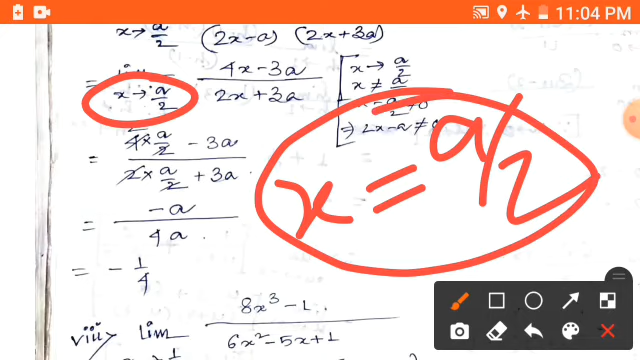 11:04 PM
x→a/2 (2x-a) (2x+3a)
= lim x→a/2 4x-3a / 2x+3a [ x→a/2
x≠a/2
⇒ 2x-a≠
= 4×a/2 - 3a / 2×a/2 + 3a
x=a/2
= -a / 4a
= -1/4
viii> lim 8x³-1 / 6x²-5x+1